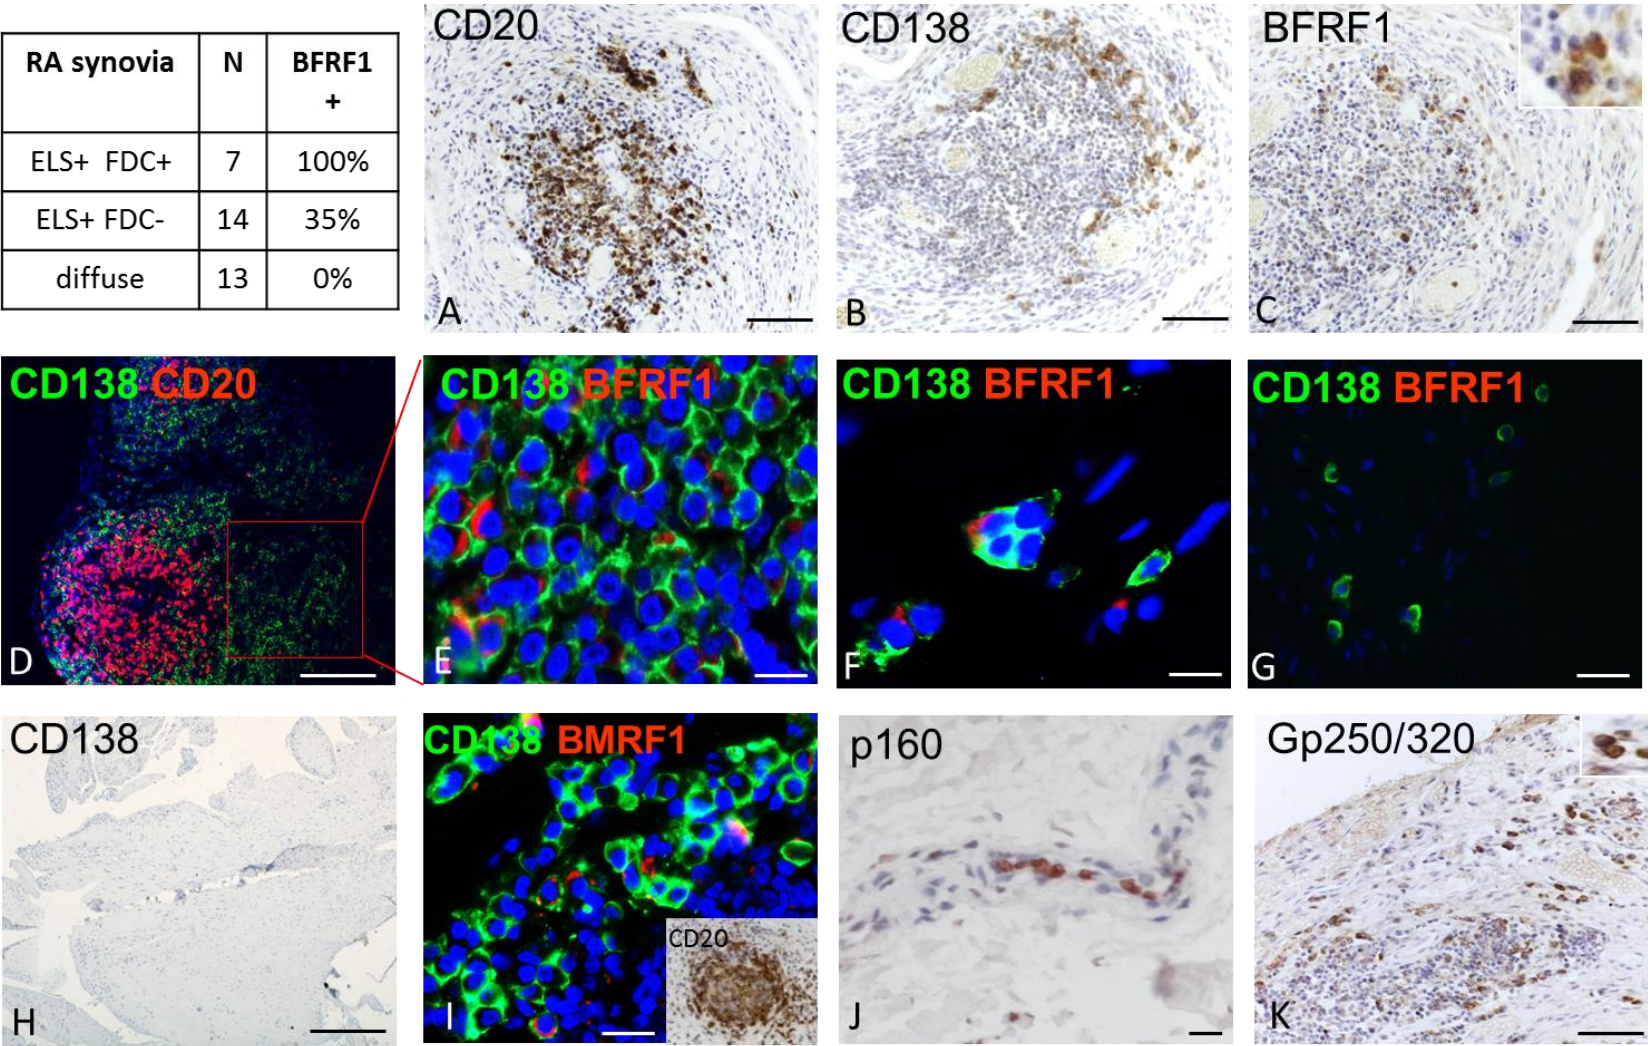 RA synovia N BFRF1
+
ELS+ FDC+ 7 100%
ELS+ FDC- 14 35%
diffuse 13 0%
CD20
A
CD138
B
BFRF1
C
CD138 CD20
D
CD138 BFRF1
E
CD138 BFRF1
F
CD138 BFRF1
G
CD138
H
CD138 BMRF1
CD20
I
p160
J
Gp250/320
K